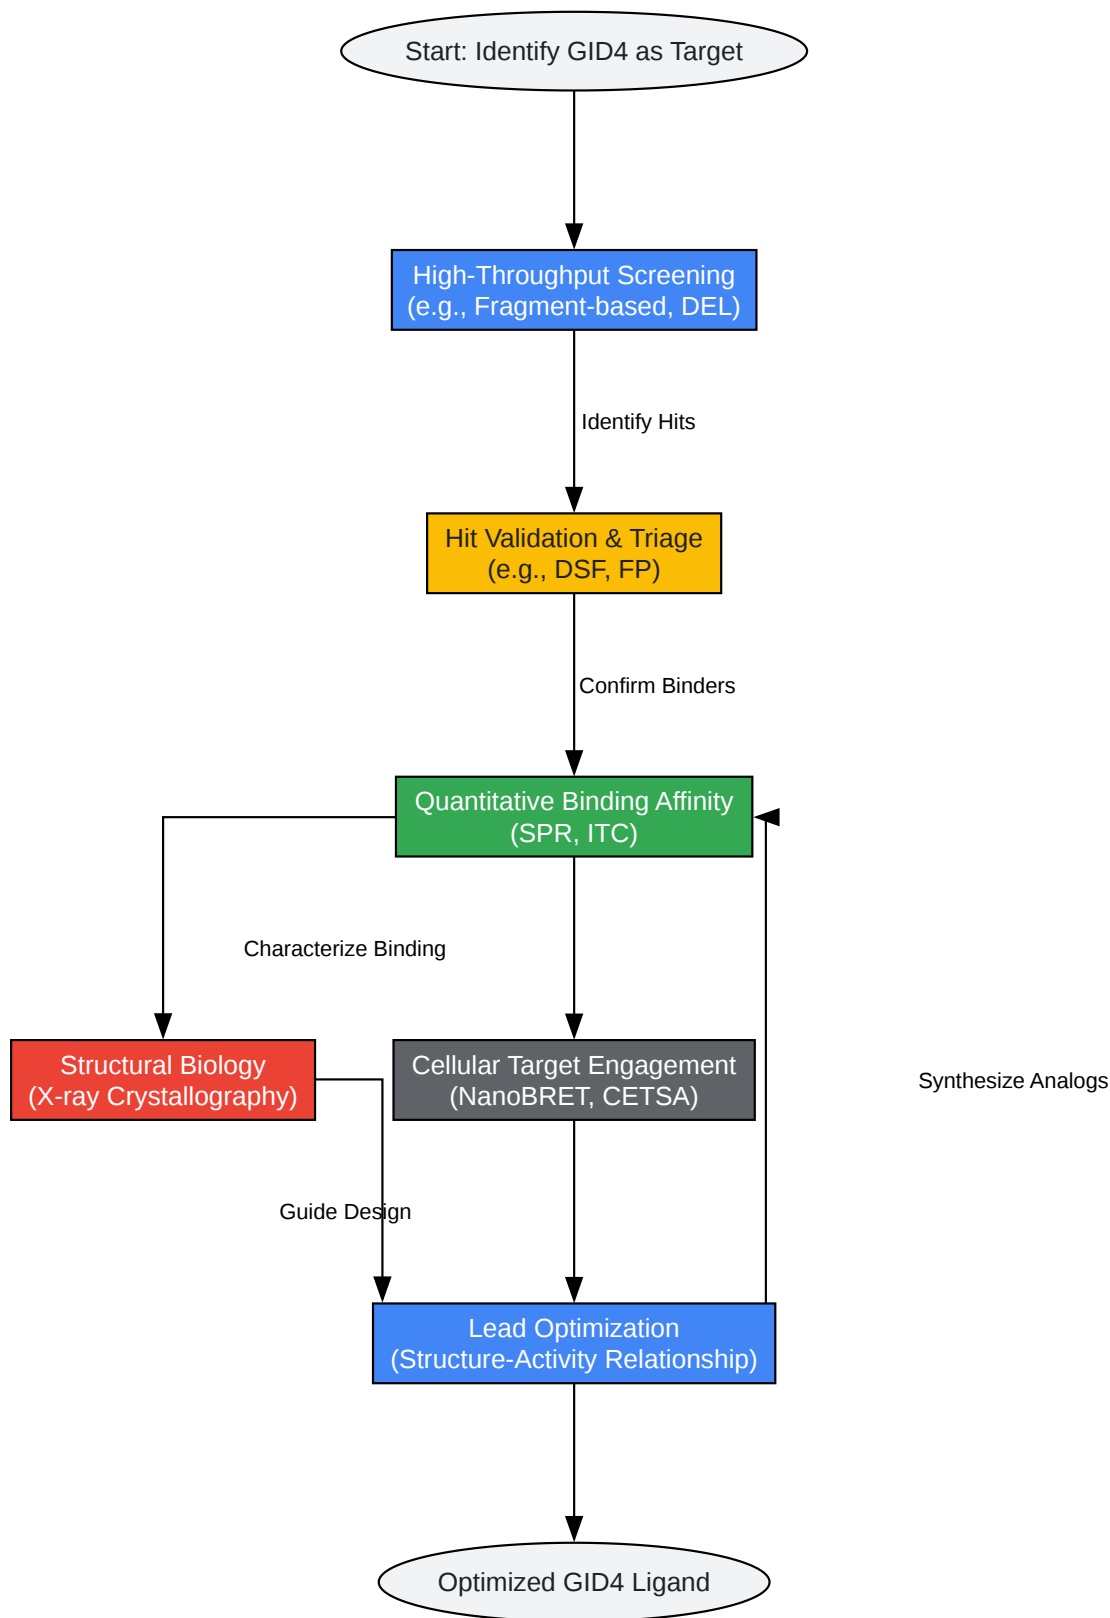 Start: Identify GID4 as Target
High-Throughput Screening
(e.g., Fragment-based, DEL)
Identify Hits
Hit Validation & Triage
(e.g., DSF, FP)
Confirm Binders
Quantitative Binding Affinity
(SPR, ITC)
Characterize Binding
Structural Biology
(X-ray Crystallography)
Cellular Target Engagement
(NanoBRET, CETSA)
Synthesize Analogs
Guide Design
Lead Optimization
(Structure-Activity Relationship)
Optimized GID4 Ligand